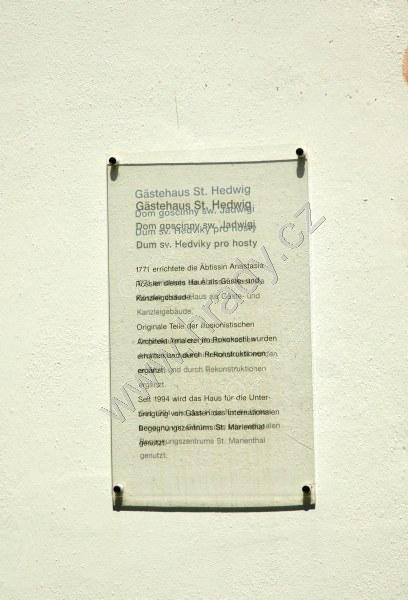 Gästehaus St. Hedwig
Dom gościnny św. Jadwigi
Dum sv. Hedviky pro hosty
1771 errichtete die Äbtissin Anastasia
dieses Haus als Gäste- und
Kanzleigebäude.
Originale Teile der illusionistischen
Architekturmalerei im Rokokostil wurden
erhalten und durch Rekonstruktionen
ergänzt.
Seit 1994 wird das Haus für die Unter-
bringung von Gästen des Internationalen
Begegnungszentrums St. Marienthal
genutzt.
www.hrady.cz